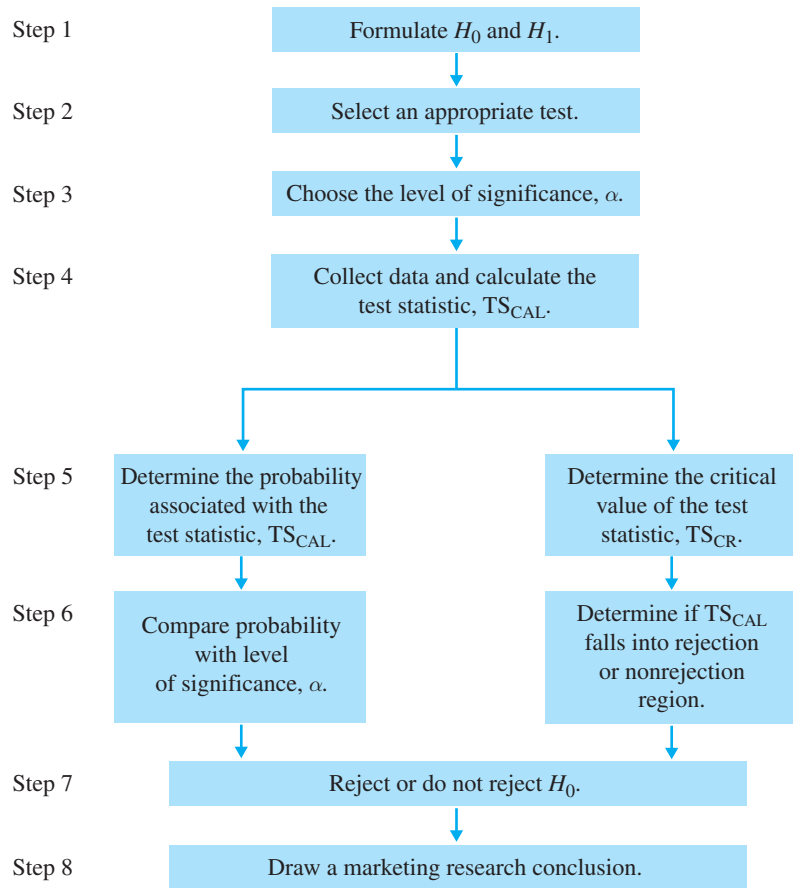 Step 1
Formulate H₀ and H₁.
Step 2
Select an appropriate test.
Step 3
Choose the level of significance, α.
Step 4
Collect data and calculate the
test statistic, TS_CAL.
Step 5
Determine the probability
associated with the
test statistic, TS_CAL.
Determine the critical
value of the test
statistic, TS_CR.
Step 6
Compare probability
with level
of significance, α.
Determine if TS_CAL
falls into rejection
or nonrejection
region.
Step 7
Reject or do not reject H₀.
Step 8
Draw a marketing research conclusion.